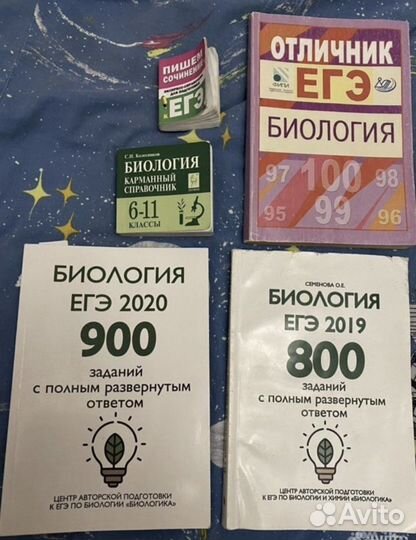 ПИШЕМ
СОЧИНЕНИЕ
к ЕГЭ
ОТЛИЧНИК
ЕГЭ
ФИПИ
БИОЛОГИЯ
97 100 98
95 99 96
С.И. Колесников
БИОЛОГИЯ
КАРМАННЫЙ
СПРАВОЧНИК
6-11
КЛАССЫ
БИОЛОГИЯ
ЕГЭ 2020
900
заданий
с полным развернутым
ответом
ЦЕНТР АВТОРСКОЙ ПОДГОТОВКИ
К ЕГЭ ПО БИОЛОГИИ «БИОЛОГИКА»
СЕМЕНОВА О.Е.
БИОЛОГИЯ
ЕГЭ 2019
800
заданий
с полным развернутым
ответом
ЦЕНТР АВТОРСКОЙ ПОДГОТОВКИ
К ЕГЭ ПО БИОЛОГИИ И ХИМИИ «БИОЛОГИКА»
Avito